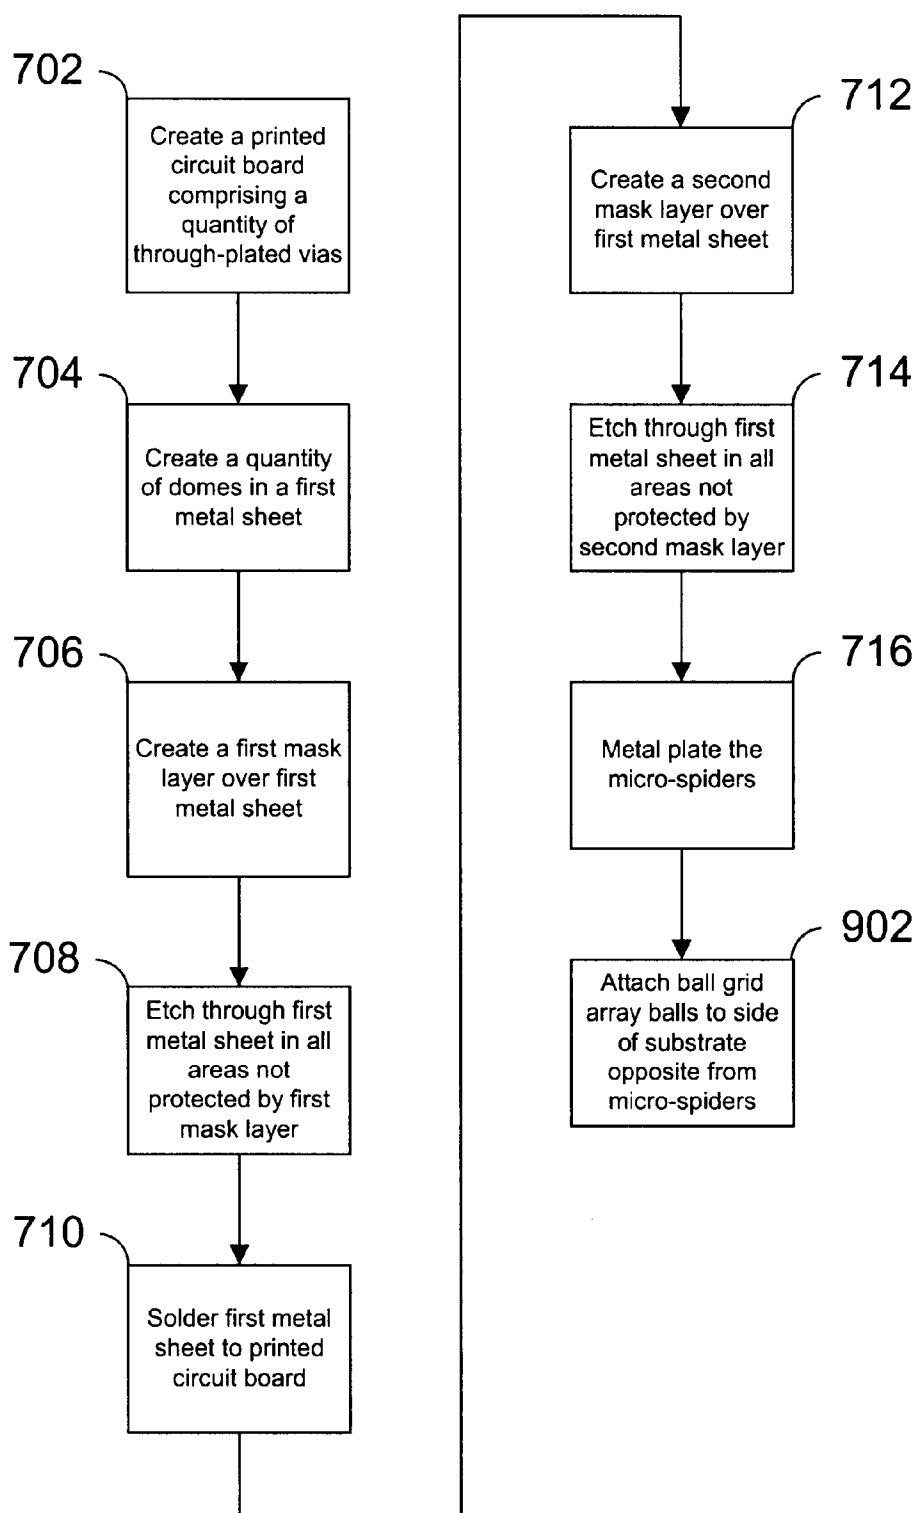 702
Create a printed
circuit board
comprising a
quantity of
through-plated vias
704
Create a quantity
of domes in a first
metal sheet
706
Create a first mask
layer over first
metal sheet
708
Etch through first
metal sheet in all
areas not
protected by first
mask layer
710
Solder first metal
sheet to printed
circuit board
712
Create a second
mask layer over
first metal sheet
714
Etch through first
metal sheet in all
areas not
protected by
second mask layer
716
Metal plate the
micro-spiders
902
Attach ball grid
array balls to side
of substrate
opposite from
micro-spiders